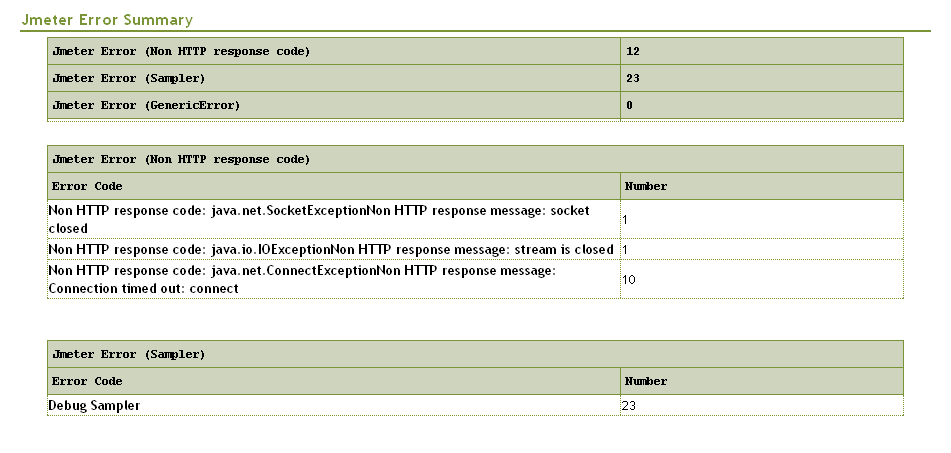 Jmeter Error Summary
Jmeter Error (Non HTTP response code) 12
Jmeter Error (Sampler) 23
Jmeter Error (GenericError) 0
Jmeter Error (Non HTTP response code)
Error Code Number
Non HTTP response code: java.net.SocketExceptionNon HTTP response message: socket
closed 1
Non HTTP response code: java.io.IOExceptionNon HTTP response message: stream is closed 1
Non HTTP response code: java.net.ConnectExceptionNon HTTP response message:
Connection timed out: connect 10
Jmeter Error (Sampler)
Error Code Number
Debug Sampler 23